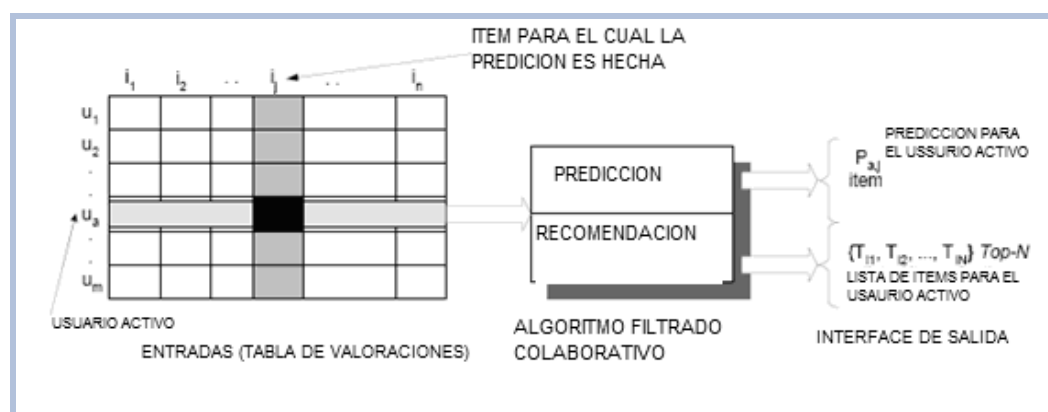 ITEM PARA EL CUAL LA
PREDICION ES HECHA
i1 i2 . . ij . . in
u1
u2
.
.
ua
.
.
um
USUARIO ACTIVO
ENTRADAS (TABLA DE VALORACIONES)
PREDICCION
RECOMENDACION
ALGORITMO FILTRADO
COLABORATIVO
PREDICCION PARA
EL USSURIO ACTIVO
Pa,j
item
{Ti1, Ti2, ..., TiN} Top-N
LISTA DE ITEMS PARA EL
USAURIO ACTIVO
INTERFACE DE SALIDA